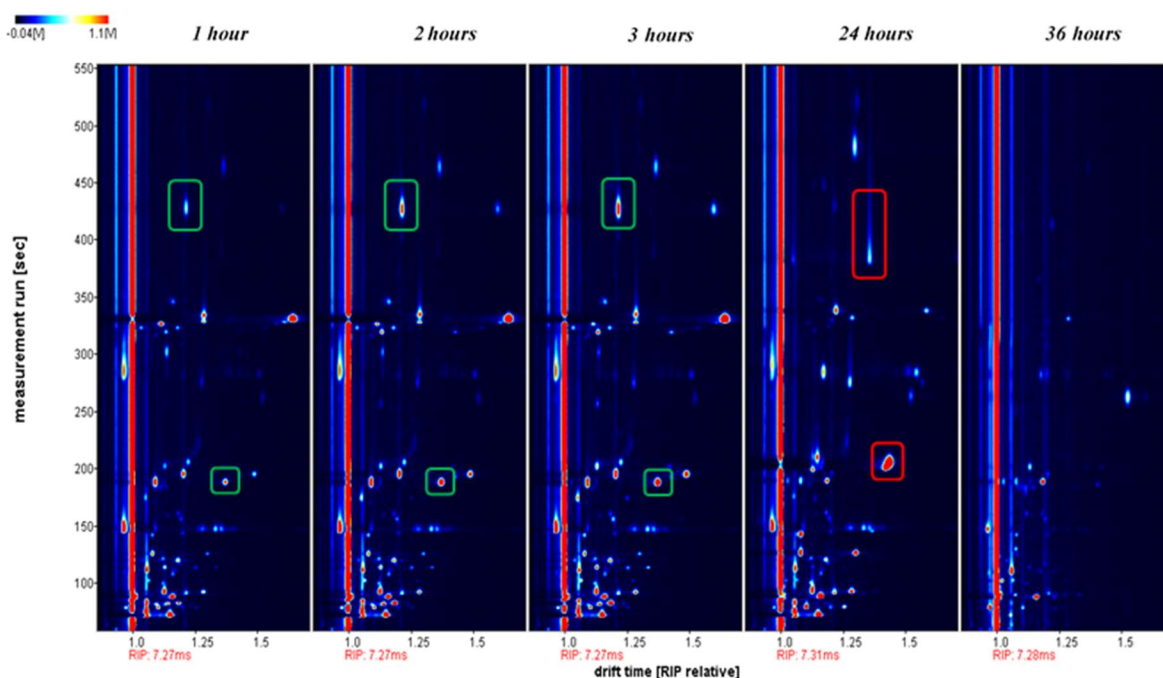 -0.04[V] 1.1[V]
1 hour 2 hours 3 hours 24 hours 36 hours
550
500
450
400
350
300
250
200
150
100
measurement run [sec]
1.0 1.25 1.5 1.0 1.25 1.5 1.0 1.25 1.5 1.0 1.25 1.5 1.0 1.25 1.5
RIP: 7.27ms RIP: 7.27ms RIP: 7.27ms RIP: 7.31ms RIP: 7.28ms
drift time [RIP relative]